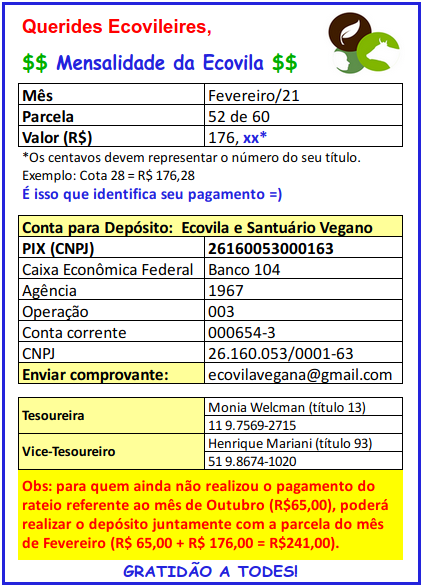 Querides Ecovileires,
$$ Mensalidade da Ecovila $$
Mês Fevereiro/21
Parcela 52 de 60
Valor (R$) 176, xx*
*Os centavos devem representar o número do seu título.
Exemplo: Cota 28 = R$ 176,28
É isso que identifica seu pagamento =)
Conta para Depósito: Ecovila e Santuário Vegano
PIX (CNPJ) 26160053000163
Caixa Econômica Federal Banco 104
Agência 1967
Operação 003
Conta corrente 000654-3
CNPJ 26.160.053/0001-63
Enviar comprovante: ecovilavegana@gmail.com
Tesoureira Monia Welcman (título 13)
11 9.7569-2715
Vice-Tesoureiro Henrique Mariani (título 93)
51 9.8674-1020
Obs: para quem ainda não realizou o pagamento do
rateio referente ao mês de Outubro (R$65,00), poderá
realizar o depósito juntamente com a parcela do mês
de Fevereiro (R$ 65,00 + R$ 176,00 = R$241,00).
GRATIDÃO A TODES!